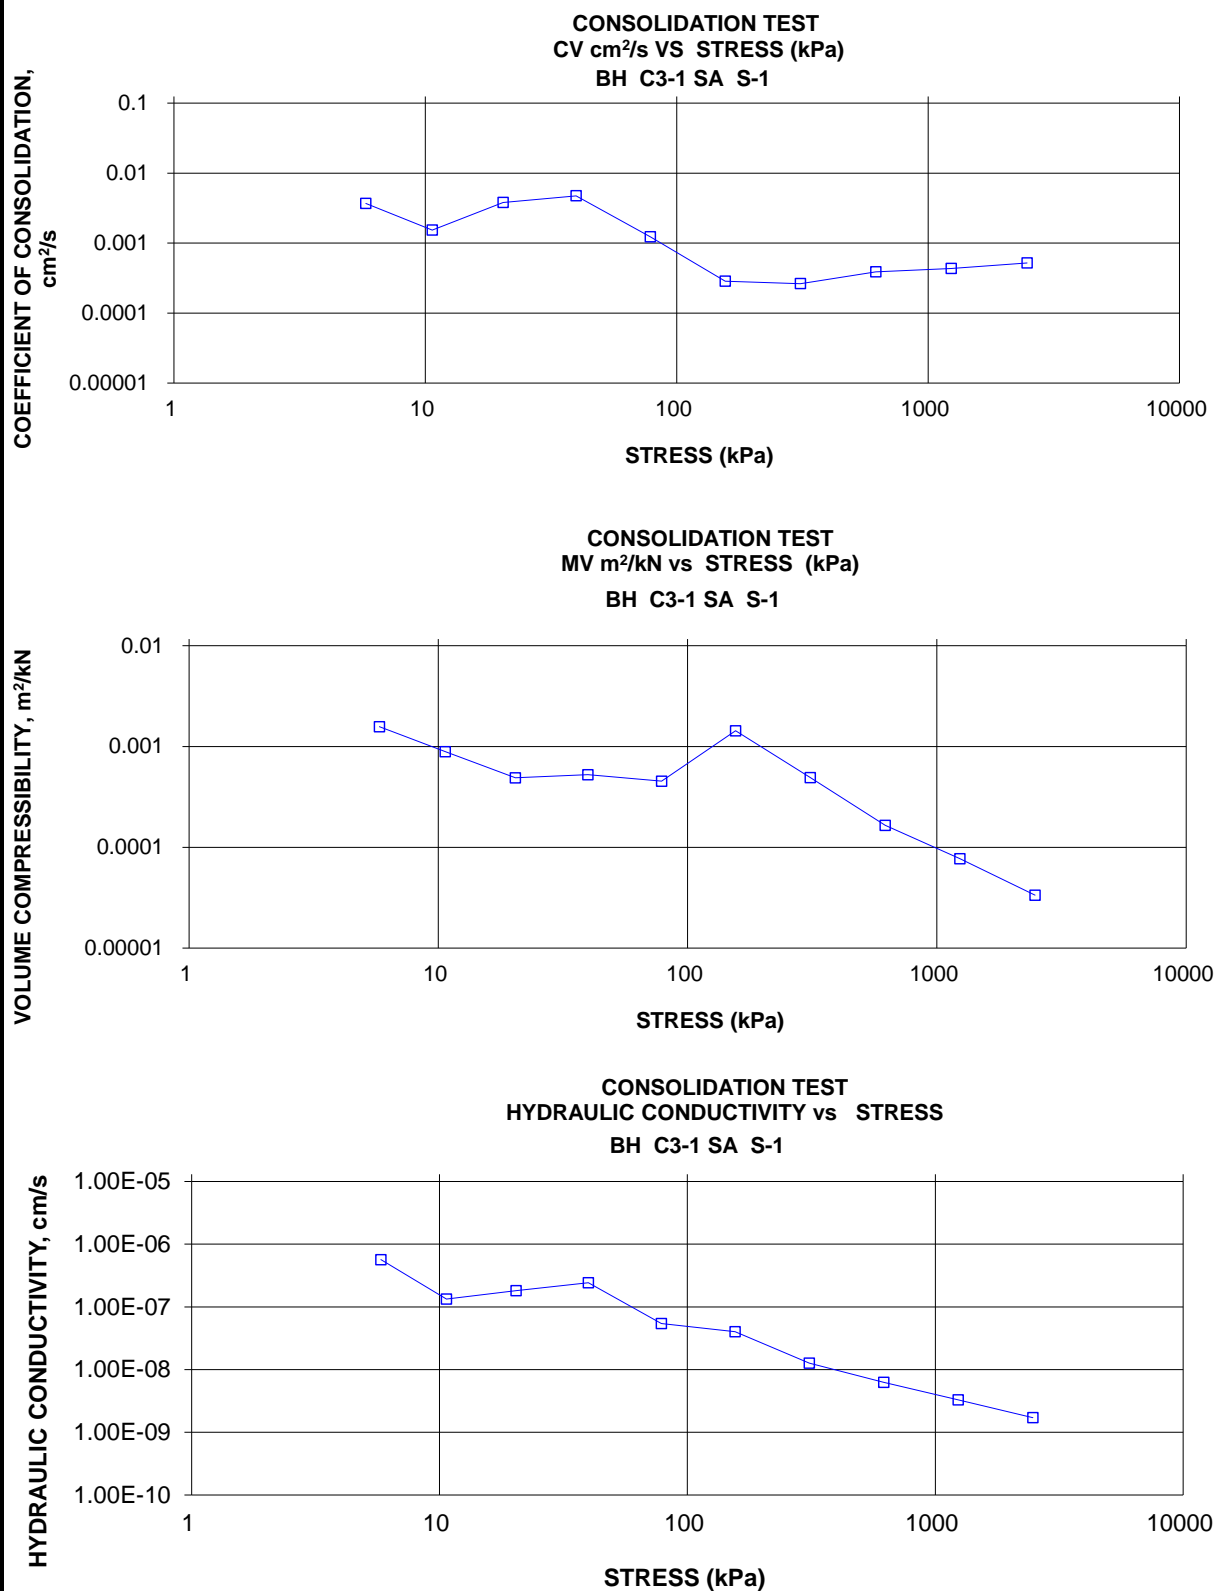 CONSOLIDATION TEST
CV cm²/s VS STRESS (kPa)
BH C3-1 SA S-1
COEFFICIENT OF CONSOLIDATION,
cm²/s
0.1
0.01
0.001
0.0001
0.00001
1 10 100 1000 10000
STRESS (kPa)
CONSOLIDATION TEST
MV m²/kN vs STRESS (kPa)
BH C3-1 SA S-1
VOLUME COMPRESSIBILITY, m²/kN
0.01
0.001
0.0001
0.00001
1 10 100 1000 10000
STRESS (kPa)
CONSOLIDATION TEST
HYDRAULIC CONDUCTIVITY vs STRESS
BH C3-1 SA S-1
HYDRAULIC CONDUCTIVITY, cm/s
1.00E-05
1.00E-06
1.00E-07
1.00E-08
1.00E-09
1.00E-10
1 10 100 1000 10000
STRESS (kPa)